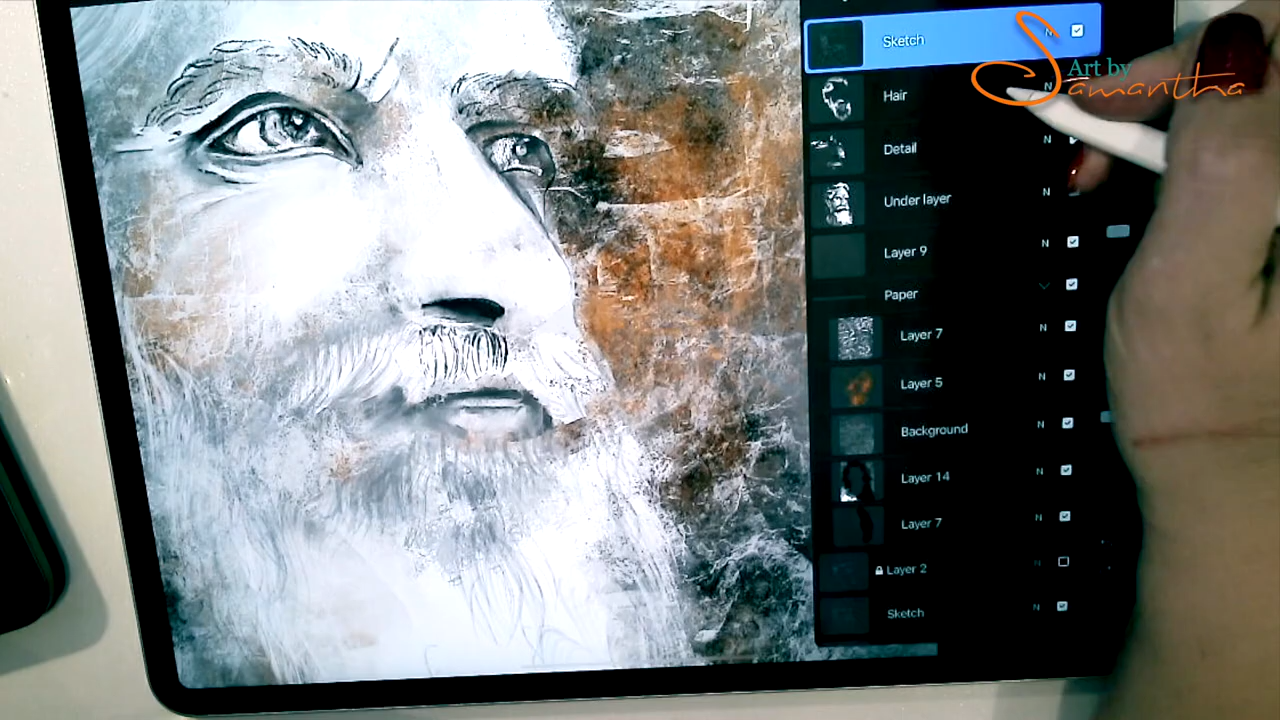 Sketch N
Art by
Samantha
Hair N
Detail N
Under layer N
Layer 9 N
Paper
Layer 7 N
Layer 5 N
Background N
Layer 14 N
Layer 7 N
Layer 2 N
Sketch N